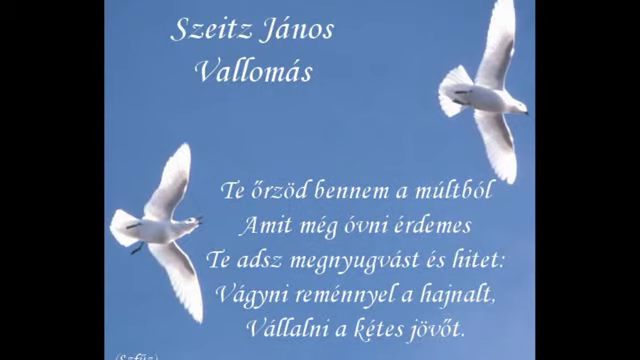 Szeitz János
Vallomás
Te őrzöd bennem a múltból
Amit még óvni érdemes
Te adsz megnyugvást és hitet:
Vágyni reménnyel a hajnalt,
Vállalni a kétes jövőt.